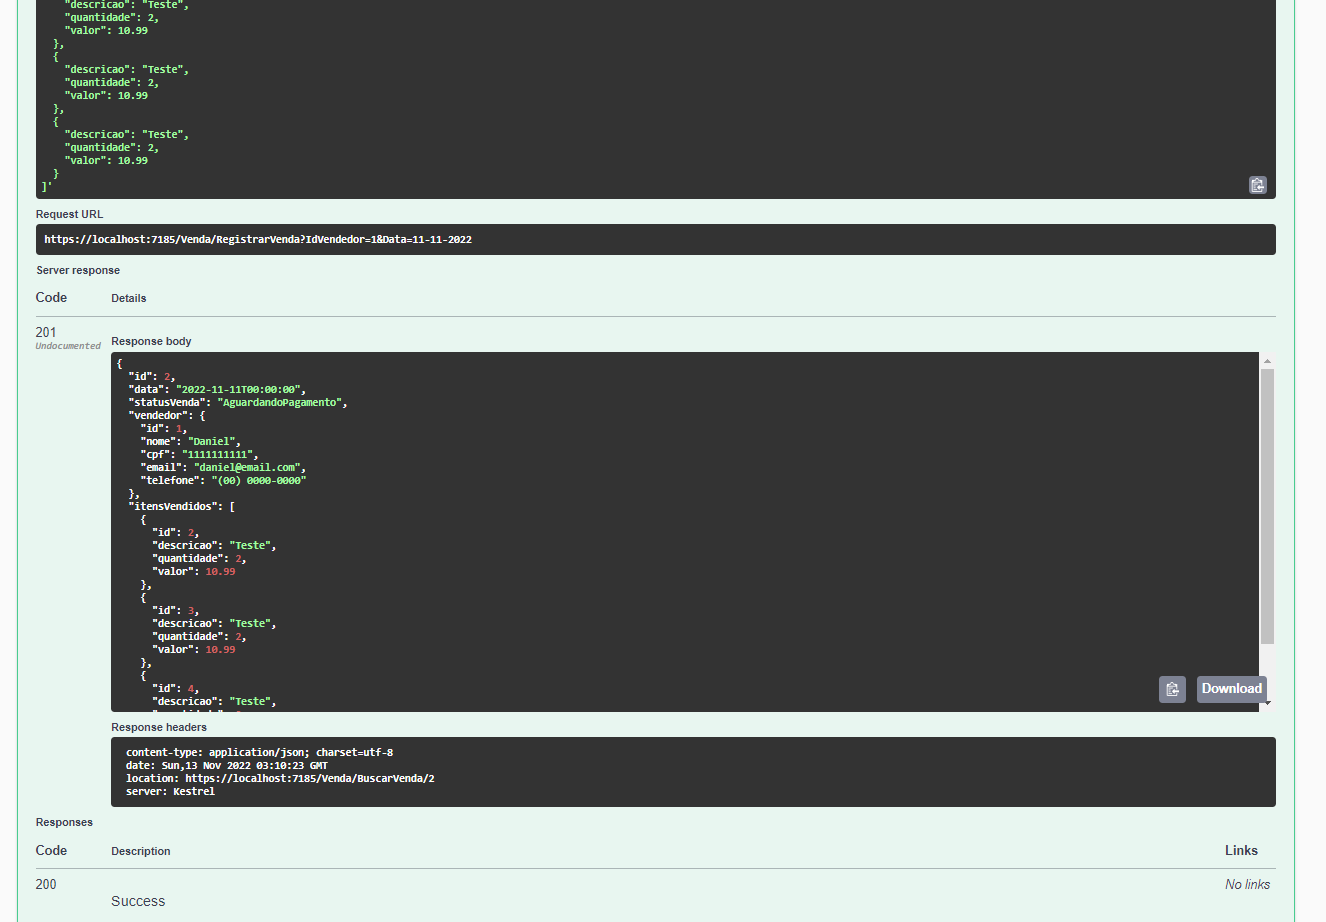 "descricao": "Teste",
"quantidade": 2,
"valor": 10.99
},
{
"descricao": "Teste",
"quantidade": 2,
"valor": 10.99
},
{
"descricao": "Teste",
"quantidade": 2,
"valor": 10.99
}
]'
Request URL
https://localhost:7185/Venda/RegistrarVenda?IdVendedor=1&Data=11-11-2022
Server response
Code Details
201
Undocumented
Response body
{
"id": 2,
"data": "2022-11-11T00:00:00",
"statusVenda": "AguardandoPagamento",
"vendedor": {
"id": 1,
"nome": "Daniel",
"cpf": "1111111111",
"email": "daniel@email.com",
"telefone": "(00) 0000-0000"
},
"itensVendidos": [
{
"id": 2,
"descricao": "Teste",
"quantidade": 2,
"valor": 10.99
},
{
"id": 3,
"descricao": "Teste",
"quantidade": 2,
"valor": 10.99
},
{
"id": 4,
"descricao": "Teste",
Download
Response headers
content-type: application/json; charset=utf-8
date: Sun,13 Nov 2022 03:10:23 GMT
location: https://localhost:7185/Venda/BuscarVenda/2
server: Kestrel
Responses
Code Description Links
200 No links
Success